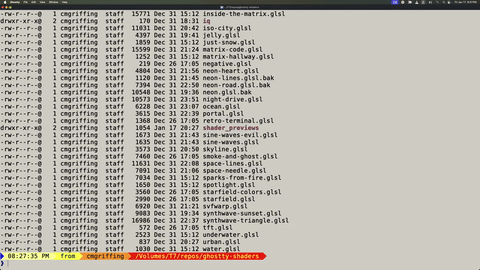 -rw-r--r--@ 1 cmgriffing staff 15771 Dec 31 15:12 inside-the-matrix.glsl
drwxr-xr-x@ 2 cmgriffing staff 170 Dec 31 18:31 iq
-rw-r--r--@ 1 cmgriffing staff 11031 Dec 31 20:42 iso-city.glsl
-rw-r--r--@ 1 cmgriffing staff 4397 Dec 31 19:41 jelly.glsl
-rw-r--r--@ 1 cmgriffing staff 1859 Dec 31 15:12 just-snow.glsl
-rw-r--r--@ 1 cmgriffing staff 15599 Dec 31 21:24 matrix-code.glsl
-rw-r--r--@ 1 cmgriffing staff 1252 Dec 31 15:12 matrix-hallway.glsl
-rw-r--r--@ 1 cmgriffing staff 219 Dec 26 17:05 negative.glsl
-rw-r--r--@ 1 cmgriffing staff 4804 Dec 31 21:56 neon-heart.glsl
-rw-r--r--@ 1 cmgriffing staff 1120 Dec 31 21:45 neon-lines.glsl.bak
-rw-r--r--@ 1 cmgriffing staff 7394 Dec 31 22:50 neon-road.glsl.bak
-rw-r--r--@ 1 cmgriffing staff 10548 Dec 31 19:36 neon.glsl.bak
-rw-r--r--@ 1 cmgriffing staff 10573 Dec 31 23:51 night-drive.glsl
-rw-r--r--@ 1 cmgriffing staff 6228 Dec 31 23:07 ocean.glsl
-rw-r--r--@ 1 cmgriffing staff 3615 Dec 31 22:39 portal.glsl
-rw-r--r--@ 1 cmgriffing staff 1368 Dec 26 17:05 retro-terminal.glsl
drwxr-xr-x@ 2 cmgriffing staff 1054 Jan 17 20:27 shader_previews
-rw-r--r--@ 1 cmgriffing staff 1673 Dec 31 21:43 sine-waves-evil.glsl
-rw-r--r--@ 1 cmgriffing staff 1635 Dec 31 21:43 sine-waves.glsl
-rw-r--r--@ 1 cmgriffing staff 3573 Dec 31 20:50 skyline.glsl
-rw-r--r--@ 1 cmgriffing staff 7460 Dec 26 17:05 smoke-and-ghost.glsl
-rw-r--r--@ 1 cmgriffing staff 11631 Dec 31 22:08 space-lines.glsl
-rw-r--r--@ 1 cmgriffing staff 7091 Dec 31 21:06 space-needle.glsl
-rw-r--r--@ 1 cmgriffing staff 7034 Dec 31 15:12 sparks-from-fire.glsl
-rw-r--r--@ 1 cmgriffing staff 1650 Dec 31 15:12 spotlight.glsl
-rw-r--r--@ 1 cmgriffing staff 3560 Dec 26 17:05 starfield-colors.glsl
-rw-r--r--@ 1 cmgriffing staff 2990 Dec 26 17:05 starfield.glsl
-rw-r--r--@ 1 cmgriffing staff 6920 Dec 31 21:21 svfwarp.glsl
-rw-r--r--@ 1 cmgriffing staff 9083 Dec 31 19:34 synthwave-sunset.glsl
-rw-r--r--@ 1 cmgriffing staff 16986 Dec 31 22:37 synthwave-triangle.glsl
-rw-r--r--@ 1 cmgriffing staff 572 Dec 26 17:05 tft.glsl
-rw-r--r--@ 1 cmgriffing staff 2523 Dec 31 15:12 underwater.glsl
-rw-r--r--@ 1 cmgriffing staff 837 Dec 31 20:27 urban.glsl
-rw-r--r--@ 1 cmgriffing staff 1030 Dec 31 15:12 water.glsl
08:27:35 PM from cmgriffing /Volumes/T7/repos/ghostty-shaders
❯